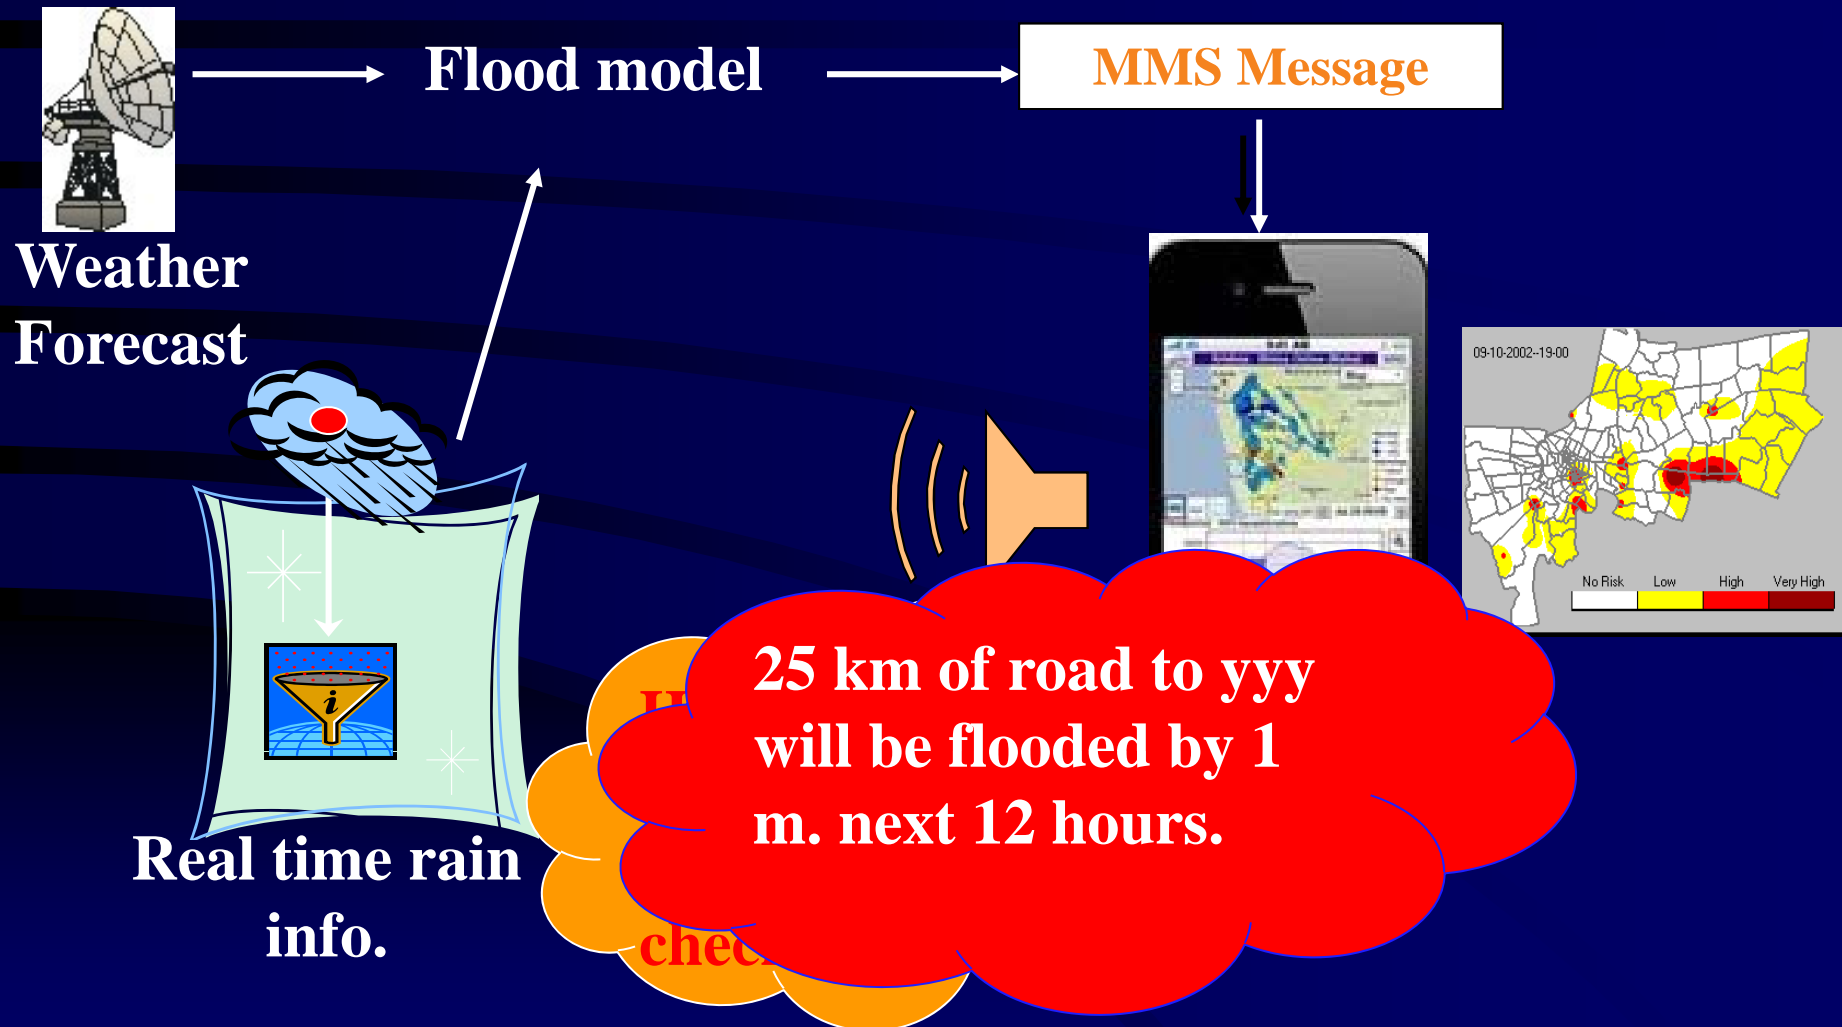 Flood model
MMS Message
Weather
Forecast
09-10-2002--19-00
No Risk Low High Very High
i
25 km of road to yyy
will be flooded by 1
m. next 12 hours.
Real time rain
info.